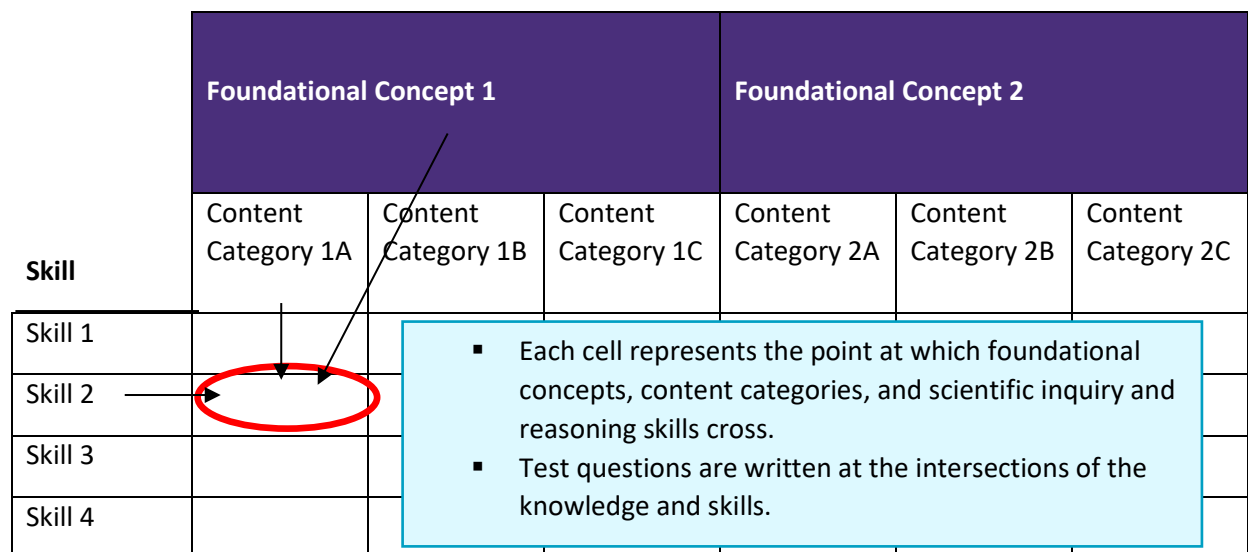 Foundational Concept 1
Foundational Concept 2
Skill
Content
Category 1A
Content
Category 1B
Content
Category 1C
Content
Category 2A
Content
Category 2B
Content
Category 2C
Skill 1
Skill 2
Skill 3
Skill 4
▪ Each cell represents the point at which foundational
concepts, content categories, and scientific inquiry and
reasoning skills cross.
▪ Test questions are written at the intersections of the
knowledge and skills.